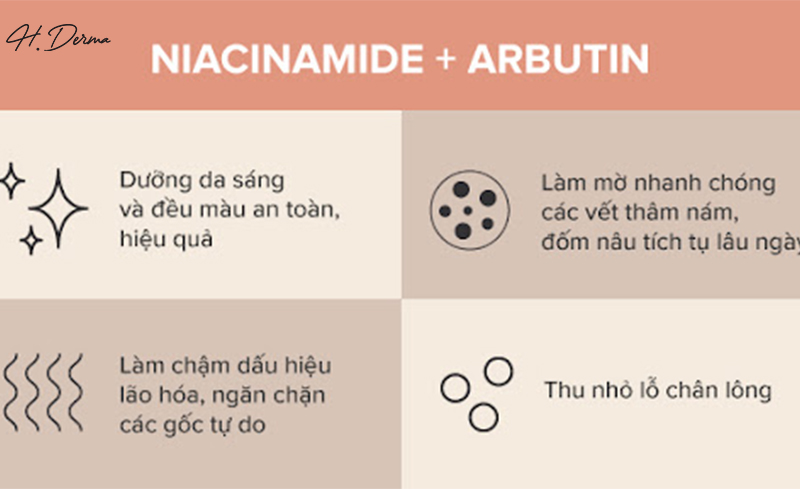 H. Derma
NIACINAMIDE + ARBUTIN
Dưỡng da sáng
và đều màu an toàn,
hiệu quả
Làm mờ nhanh chóng
các vết thâm nám,
đốm nâu tích tụ lâu ngày
Làm chậm dấu hiệu
lão hóa, ngăn chặn
các gốc tự do
Thu nhỏ lỗ chân lông